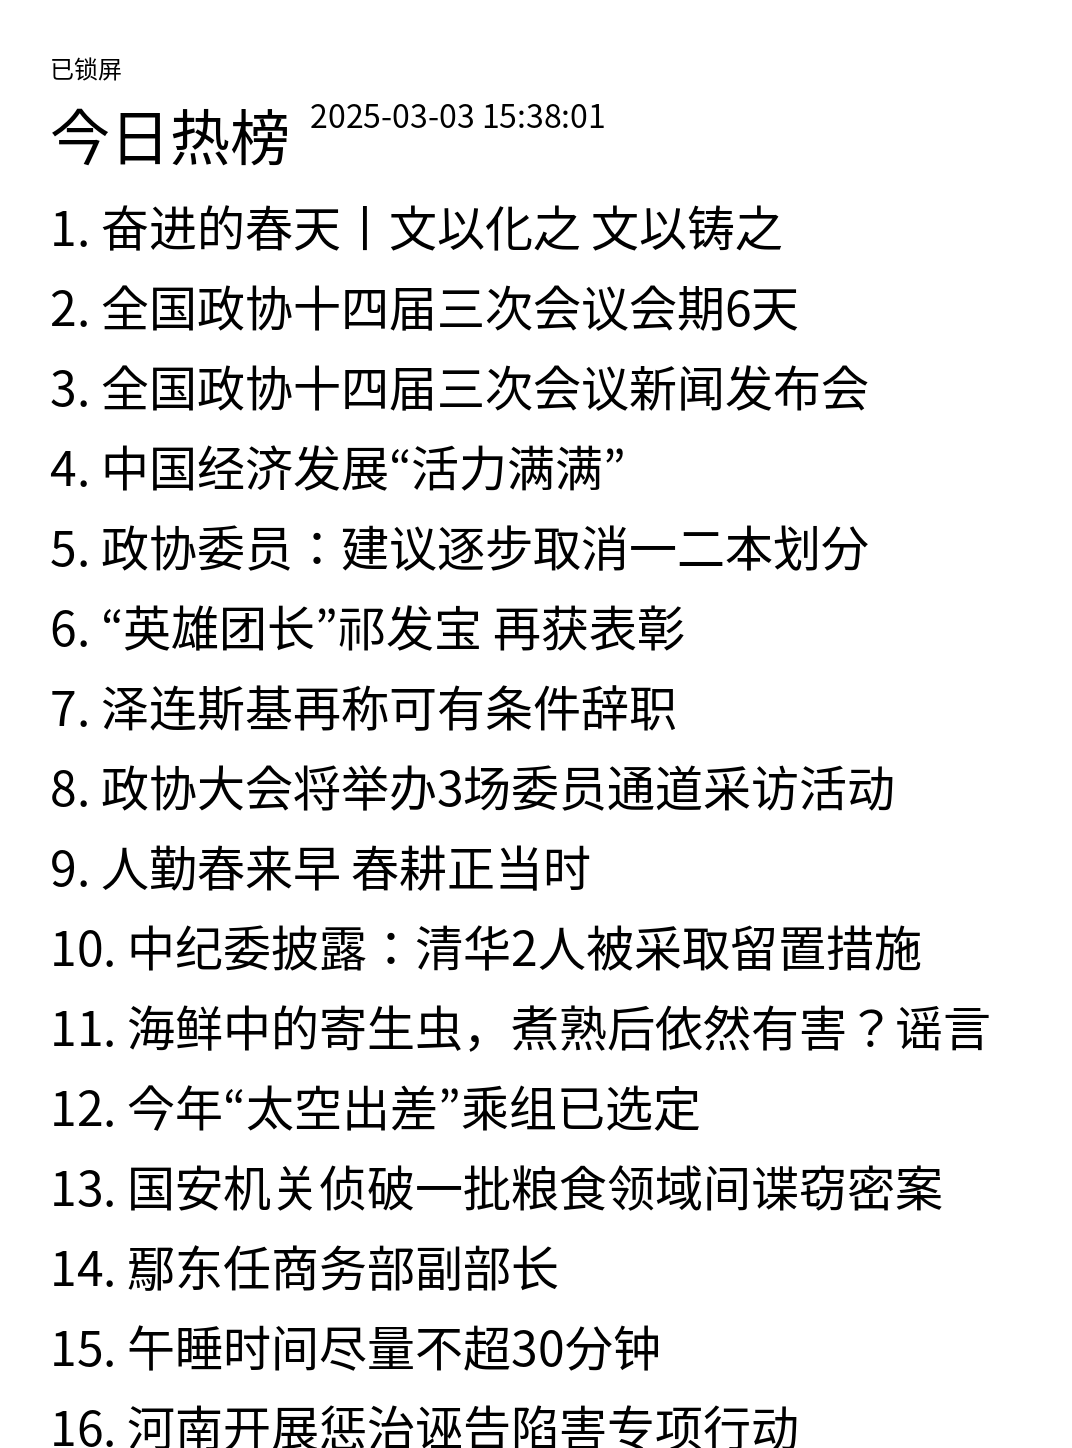 已锁屏
今日热榜 2025-03-03 15:38:01
1. 奋进的春天丨文以化之 文以铸之
2. 全国政协十四届三次会议会期6天
3. 全国政协十四届三次会议新闻发布会
4. 中国经济发展“活力满满”
5. 政协委员：建议逐步取消一二本划分
6. “英雄团长”祁发宝 再获表彰
7. 泽连斯基再称可有条件辞职
8. 政协大会将举办3场委员通道采访活动
9. 人勤春来早 春耕正当时
10. 中纪委披露：清华2人被采取留置措施
11. 海鲜中的寄生虫，煮熟后依然有害？谣言
12. 今年“太空出差”乘组已选定
13. 国安机关侦破一批粮食领域间谍窃密案
14. 鄢东任商务部副部长
15. 午睡时间尽量不超30分钟
16. 河南开展惩治诬告陷害专项行动